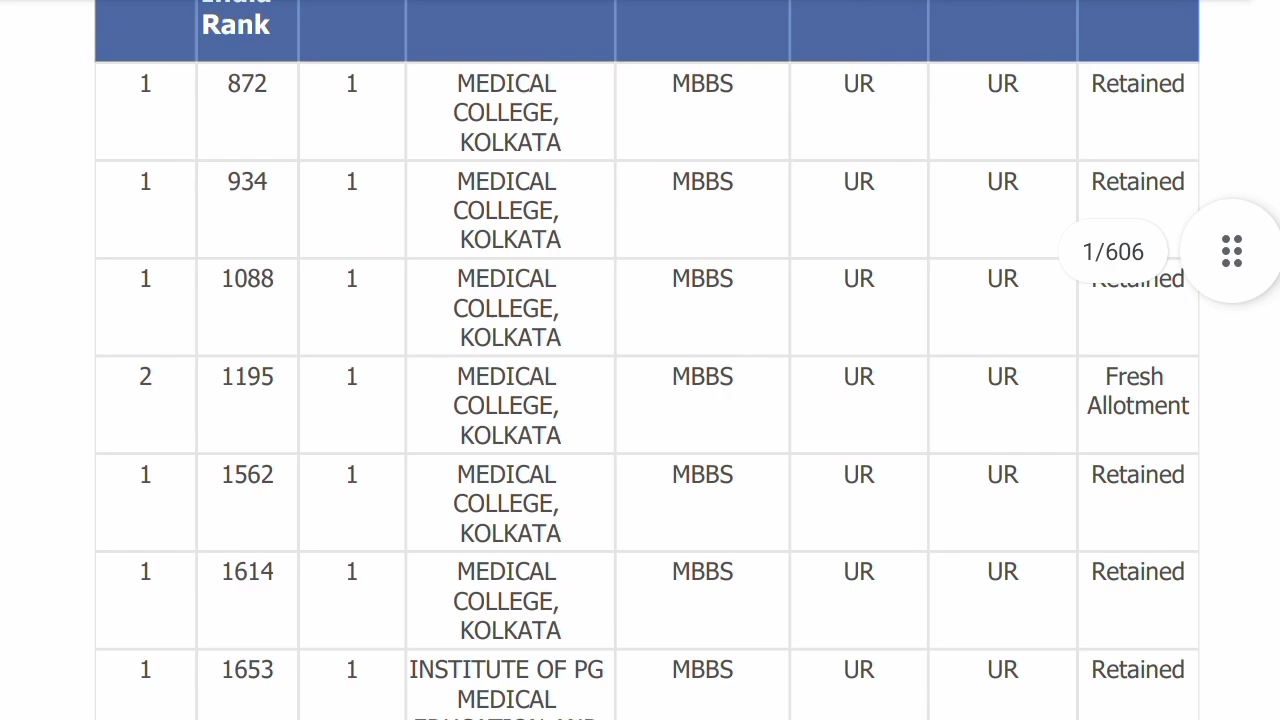 Rank
1 872 1 MEDICAL COLLEGE, KOLKATA MBBS UR UR Retained
1 934 1 MEDICAL COLLEGE, KOLKATA MBBS UR UR Retained
1/606
1 1088 1 MEDICAL COLLEGE, KOLKATA MBBS UR UR Retained
2 1195 1 MEDICAL COLLEGE, KOLKATA MBBS UR UR Fresh Allotment
1 1562 1 MEDICAL COLLEGE, KOLKATA MBBS UR UR Retained
1 1614 1 MEDICAL COLLEGE, KOLKATA MBBS UR UR Retained
1 1653 1 INSTITUTE OF PG MEDICAL MBBS UR UR Retained